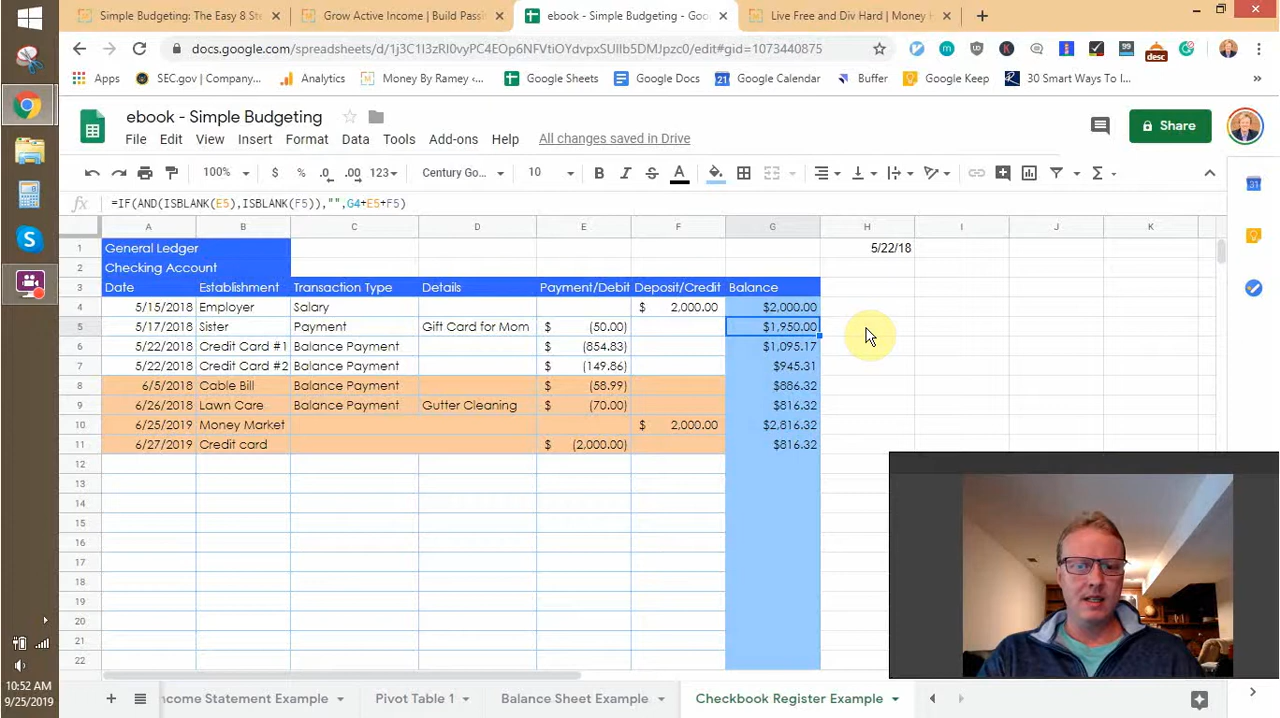 Simple Budgeting: The Easy 8 Ste
Grow Active Income | Build Passi
ebook - Simple Budgeting - Goo
Live Free and Div Hard | Money H
docs.google.com/spreadsheets/d/1j3C1I3zRI0vyPC4EOq6NFVtiOYdvpxSUIIb5DMJpzc0/edit#gid=1073440875
Apps
SEC.gov | Company...
Analytics
Money By Ramey -...
Google Sheets
Google Docs
Google Calendar
Buffer
Google Keep
30 Smart Ways To I...
ebook - Simple Budgeting
Share
File Edit View Insert Format Data Tools Add-ons Help All changes saved in Drive
100% $ % .0 .00 123 Century Go... 10 B I S A
fx =IF(AND(ISBLANK(E5),ISBLANK(F5)),"",G4+E5+F5)
A B C D E F G H I J K
1 General Ledger 5/22/18
2 Checking Account
3 Date Establishment Transaction Type Details Payment/Debit Deposit/Credit Balance
4 5/15/2018 Employer Salary $ 2,000.00 $2,000.00
5 5/17/2018 Sister Payment Gift Card for Mom $ (50.00) $1,950.00
6 5/22/2018 Credit Card #1 Balance Payment $ (854.83) $1,095.17
7 5/22/2018 Credit Card #2 Balance Payment $ (149.86) $945.31
8 6/5/2018 Cable Bill Balance Payment $ (58.99) $886.32
9 6/26/2018 Lawn Care Balance Payment Gutter Cleaning $ (70.00) $816.32
10 6/25/2019 Money Market $ 2,000.00 $2,816.32
11 6/27/2019 Credit card $ (2,000.00) $816.32
12
13
14
15
16
17
18
19
20
21
22
10:52 AM
9/25/2019
ncome Statement Example
Pivot Table 1
Balance Sheet Example
Checkbook Register Example